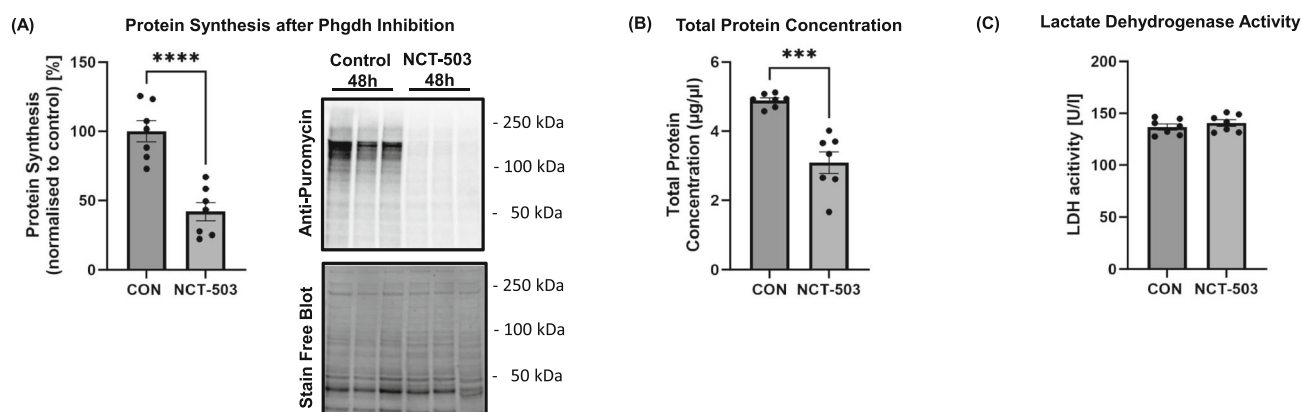 (A)
Protein Synthesis after Phgdh Inhibition
Protein Synthesis
(normalised to control) [%]
150
100
50
0
****
CON
NCT-503
Control
48h
NCT-503
48h
Anti-Puromycin
- 250 kDa
- 100 kDa
- 50 kDa
Stain Free Blot
- 250 kDa
- 100 kDa
- 50 kDa
(B)
Total Protein Concentration
Total Protein
Concentration (µg/µl)
6
4
2
0
***
CON
NCT-503
(C)
Lactate Dehydrogenase Activity
LDH acitivity [U/l]
200
150
100
50
0
CON
NCT-503